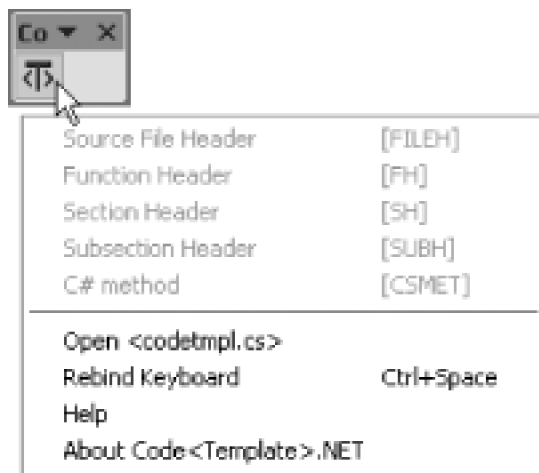 Co
<T>
Source File Header [FILEH]
Function Header [FH]
Section Header [SH]
Subsection Header [SUBH]
C# method [CSMET]
Open <codetmpl.cs>
Rebind Keyboard Ctrl+Space
Help
About Code<Template>.NET